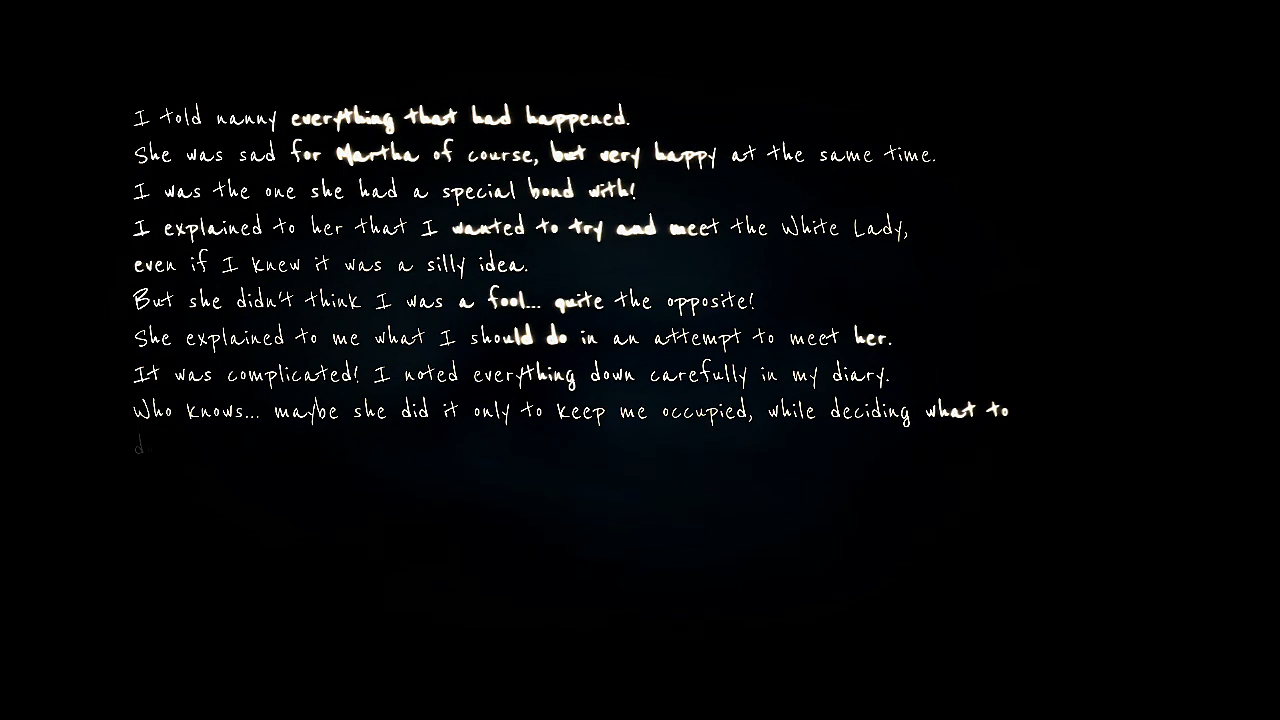 I told nanny everything that had happened.
She was sad for Martha of course, but very happy at the same time.
I was the one she had a special bond with!
I explained to her that I wanted to try and meet the White Lady,
even if I knew it was a silly idea.
But she didn't think I was a fool... quite the opposite!
She explained to me what I should do in an attempt to meet her.
It was complicated! I noted everything down carefully in my diary.
Who knows... maybe she did it only to keep me occupied, while deciding what to